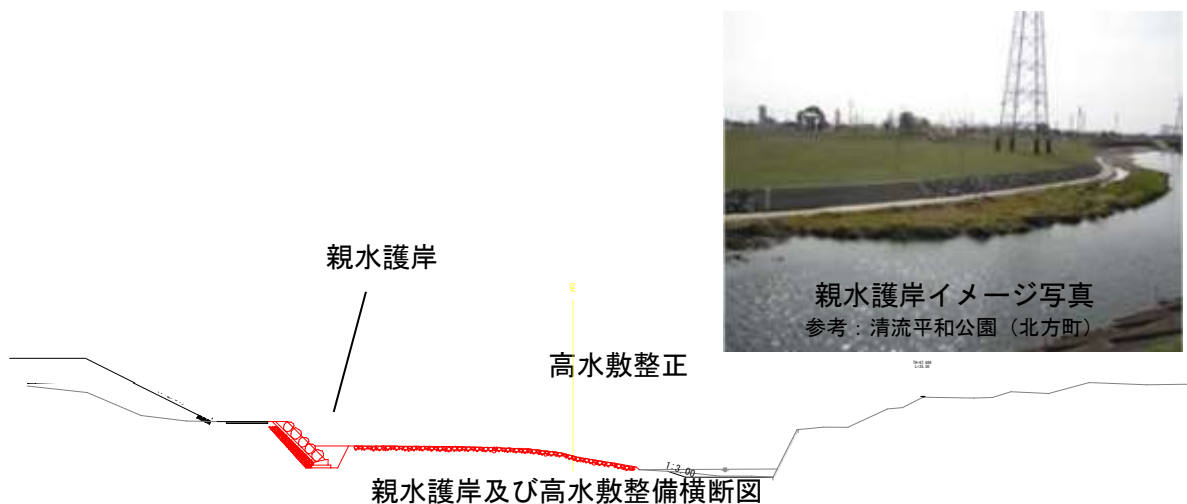 親水護岸イメージ写真
参考：清流平和公園（北方町）
親水護岸
高水敷整正
1:3.00
親水護岸及び高水敷整備横断図